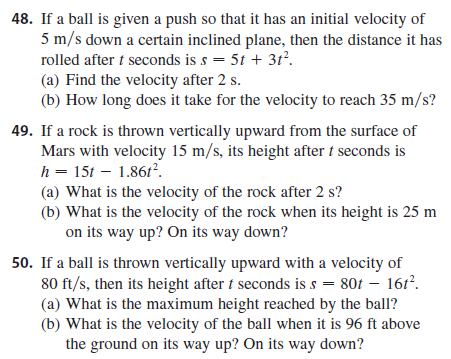 48. If a ball is given a push so that it has an initial velocity of
5 m/s down a certain inclined plane, then the distance it has
rolled after t seconds is s = 5t + 3t².
(a) Find the velocity after 2 s.
(b) How long does it take for the velocity to reach 35 m/s?
49. If a rock is thrown vertically upward from the surface of
Mars with velocity 15 m/s, its height after t seconds is
h = 15t − 1.86t².
(a) What is the velocity of the rock after 2 s?
(b) What is the velocity of the rock when its height is 25 m
on its way up? On its way down?
50. If a ball is thrown vertically upward with a velocity of
80 ft/s, then its height after t seconds is s = 80t − 16t².
(a) What is the maximum height reached by the ball?
(b) What is the velocity of the ball when it is 96 ft above
the ground on its way up? On its way down?